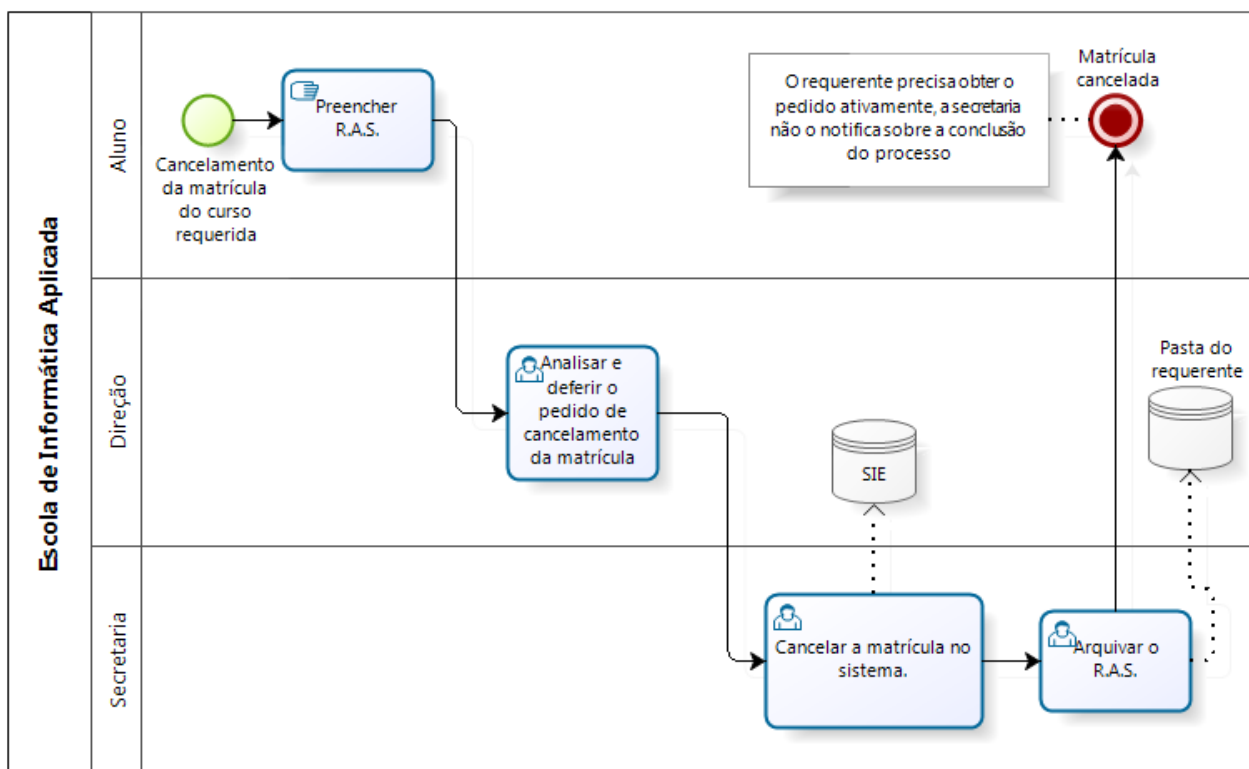 Escola de Informática Aplicada
Aluno
Cancelamento
da matrícula
do curso
requerida
Preencher
R.A.S.
O requerente precisa obter o
pedido ativamente, a secretaria
não o notifica sobre a conclusão
do processo
Matrícula
cancelada
Direção
Analisar e
deferir o
pedido de
cancelamento
da matrícula
SIE
Pasta do
requerente
Secretaria
Cancelar a matrícula no
sistema.
Arquivar o
R.A.S.